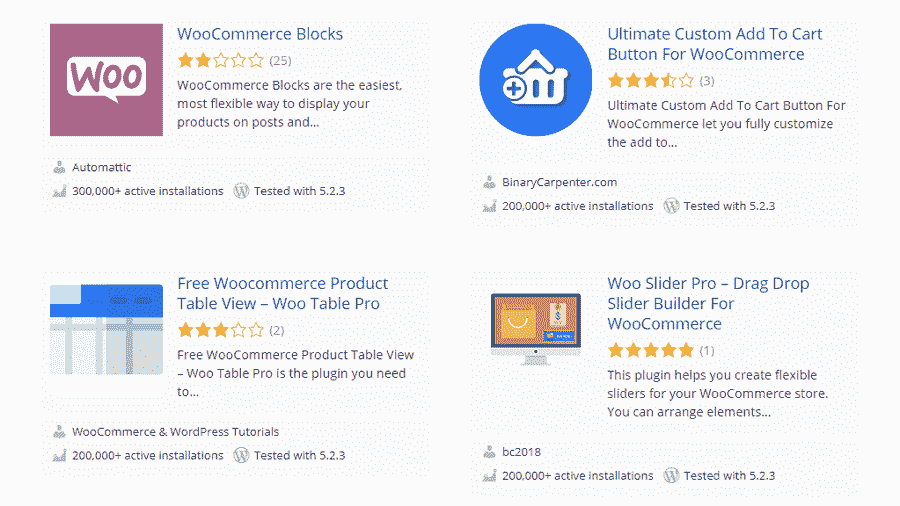 WOO
WooCommerce Blocks
(25)
WooCommerce Blocks are the easiest,
most flexible way to display your
products on posts and...
Automattic
300,000+ active installations
Tested with 5.2.3
Ultimate Custom Add To Cart
Button For WooCommerce
(3)
Ultimate Custom Add To Cart Button For
WooCommerce let you fully customize
the add to...
BinaryCarpenter.com
200,000+ active installations
Tested with 5.2.3
Free Woocommerce Product
Table View – Woo Table Pro
(2)
Free WooCommerce Product Table View
– Woo Table Pro is the plugin you need
to...
WooCommerce & WordPress Tutorials
200,000+ active installations
Tested with 5.2.3
$
Woo Slider Pro – Drag Drop
Slider Builder For
WooCommerce
(1)
This plugin helps you create flexible
sliders for your WooCommerce store.
You can arrange elements...
bc2018
200,000+ active installations
Tested with 5.2.3